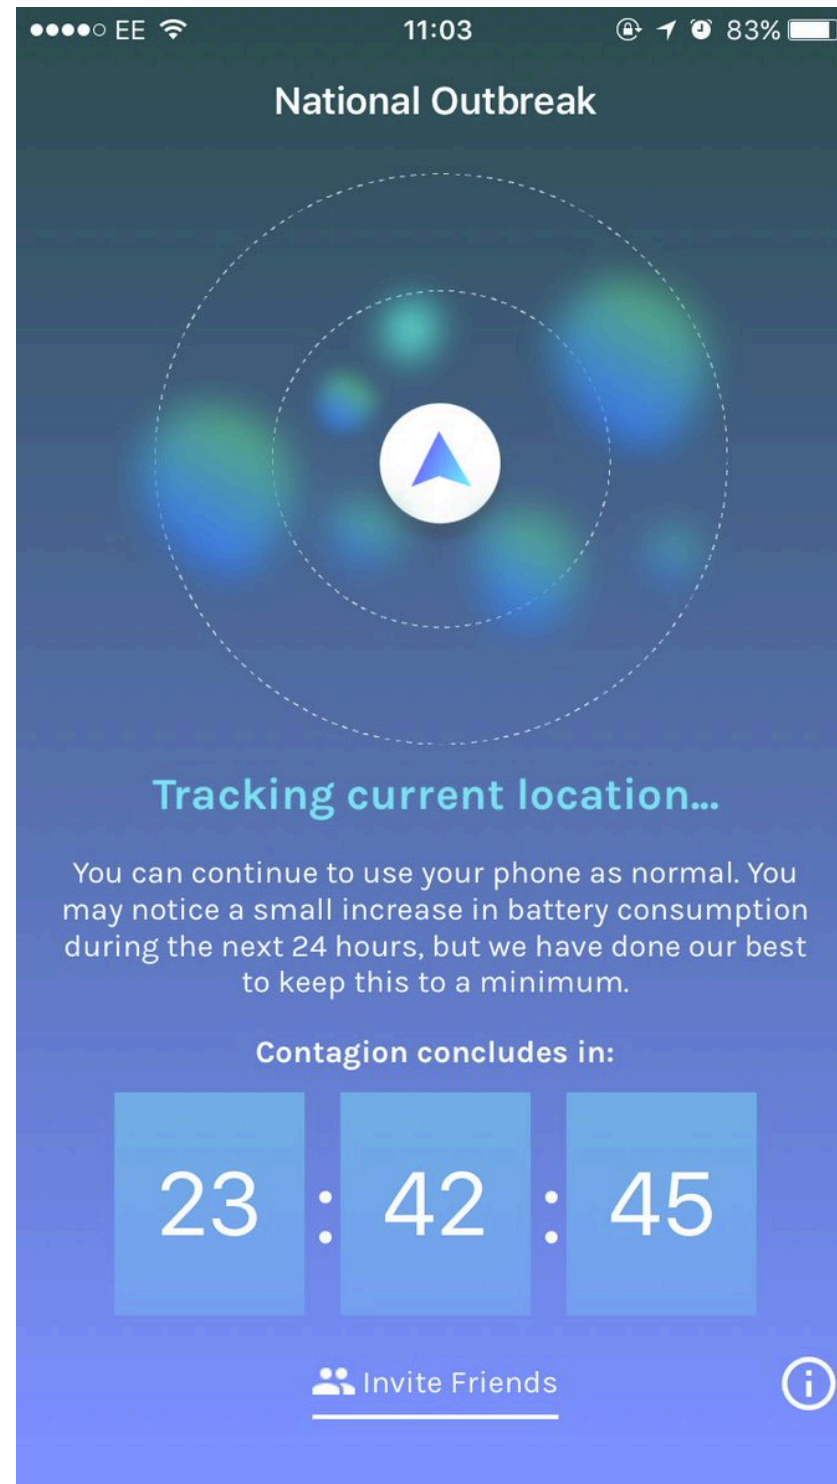 EE 11:03 83%
National Outbreak
Tracking current location...
You can continue to use your phone as normal. You
may notice a small increase in battery consumption
during the next 24 hours, but we have done our best
to keep this to a minimum.
Contagion concludes in:
23 : 42 : 45
Invite Friends